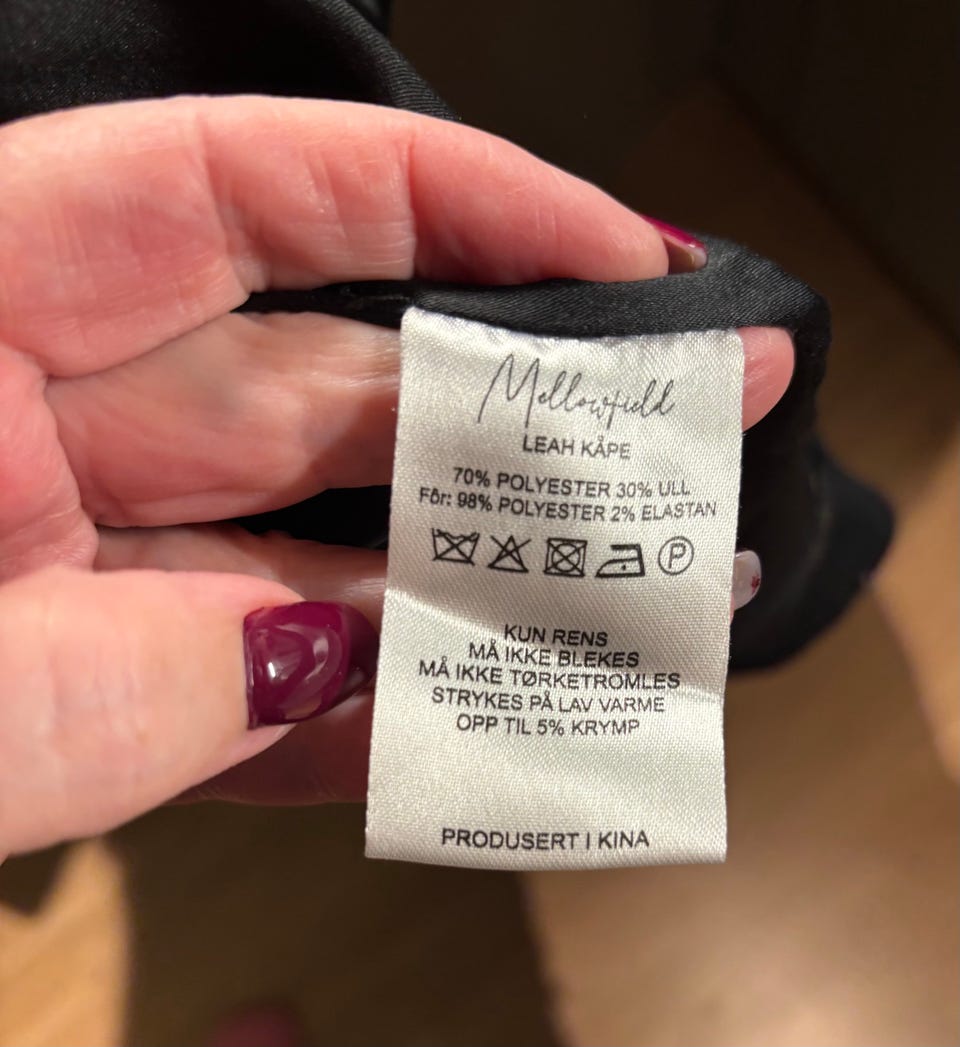 Mellowfield
LEAH KÅPE
70% POLYESTER 30% ULL
Fôr: 98% POLYESTER 2% ELASTAN
P
KUN RENS
MÅ IKKE BLEKES
MÅ IKKE TØRKETROMLES
STRYKES PÅ LAV VARME
OPP TIL 5% KRYMP
PRODUSERT I KINA